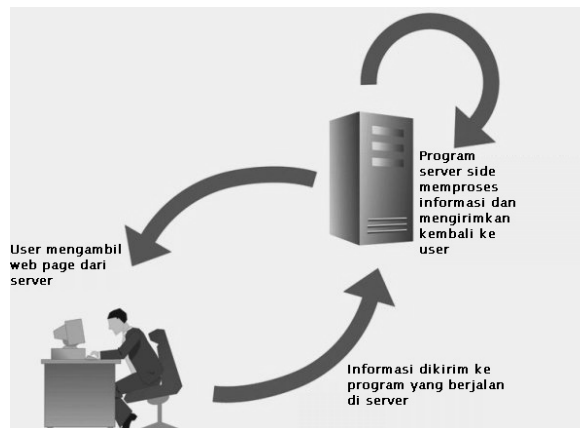 Program
server side
memproses
informasi dan
mengirimkan
kembali ke
user
User mengambil
web page dari
server
Informasi dikirim ke
program yang berjalan
di server